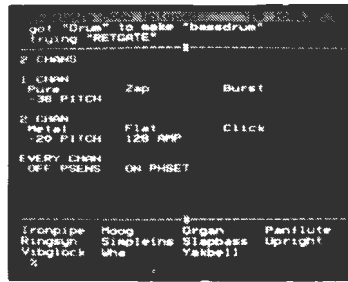 got "Drum" to make "bassdrum"
trying "RETGATE"
2 CHANS
1 CHAN
Pure Zap Burst
-38 PITCH
2 CHAN
Metal Flat Click
-20 PITCH 128 AMP
EVERY CHAN
OFF PSENS ON PHSET
Ironpipe Moog Organ Panflute
Ringsyn Simpleins Slapbass Upright
Vibglock Wha Yakbell
%